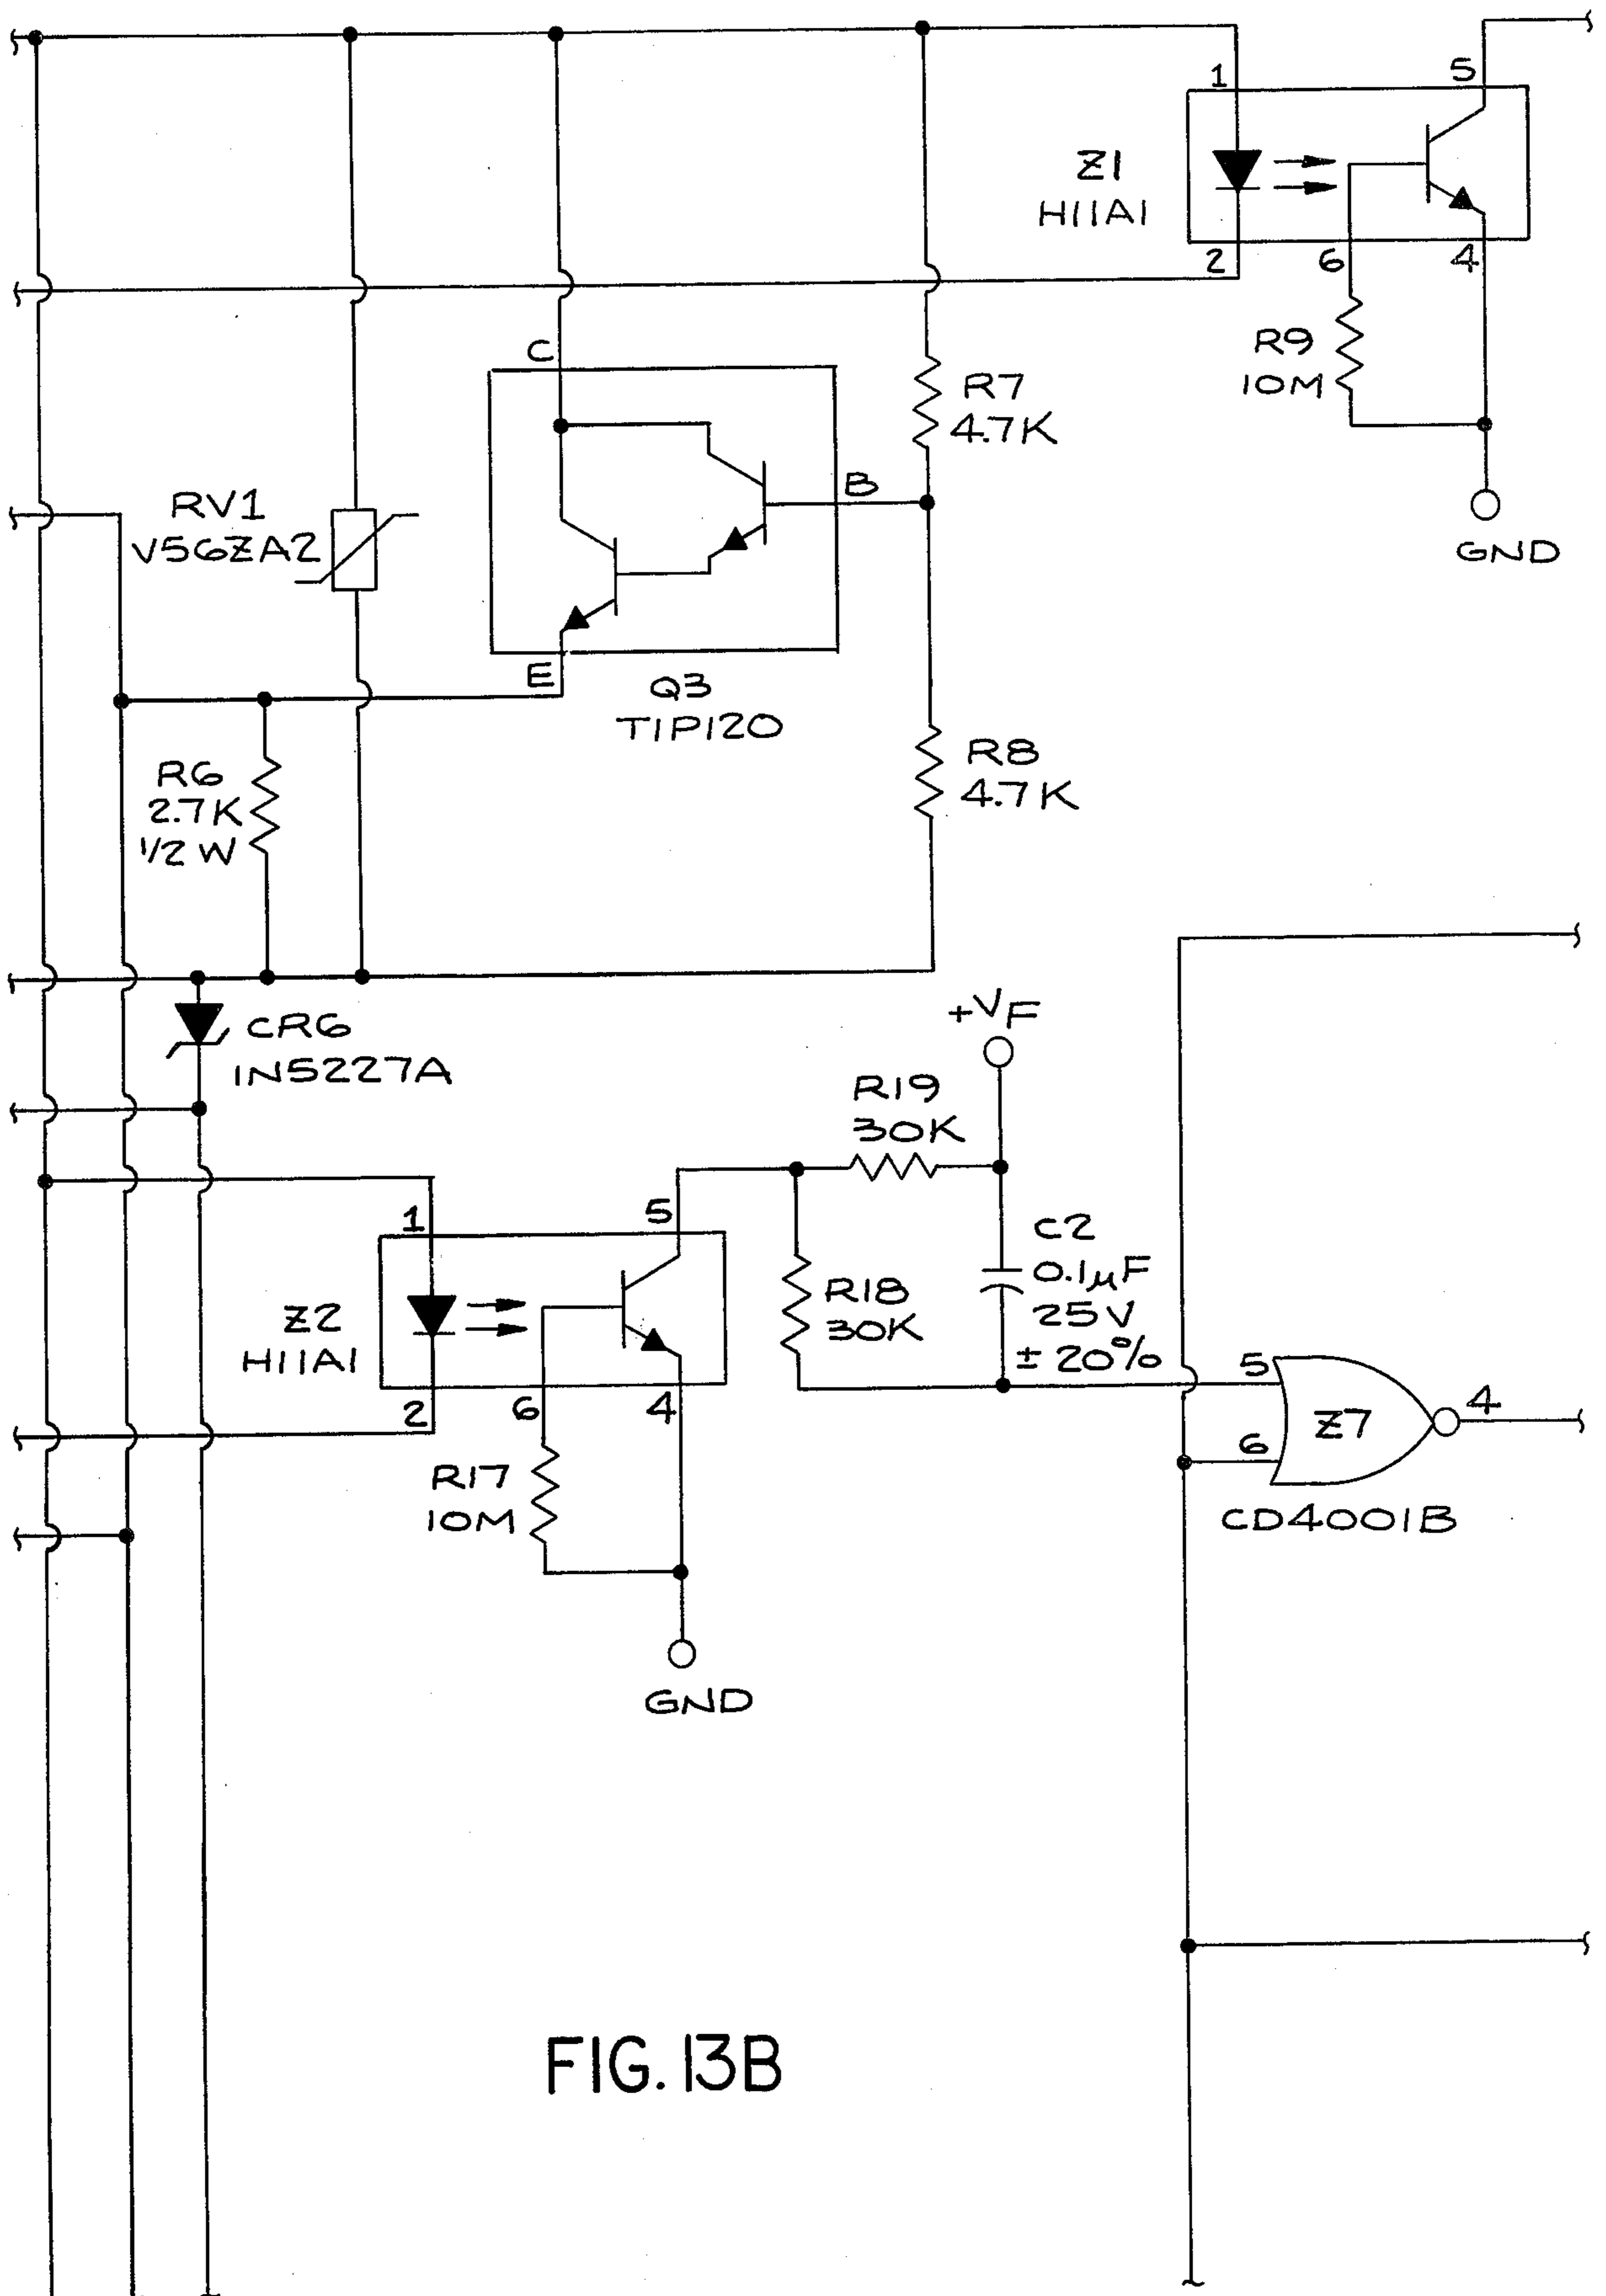 1
5
Z1
H11A1
2
6
4
R9
10M
GND
C
R7
4.7K
B
RV1
V56ZA2
E
Q3
TIP120
R6
2.7K
1/2 W
R8
4.7K
CR6
1N5227A
+VF
R19
30K
1
5
C2
0.1µF
25V
± 20%
R18
30K
Z2
H11A1
2
6
4
R17
10M
GND
5
6
Z7
4
CD4001B
FIG. 13B